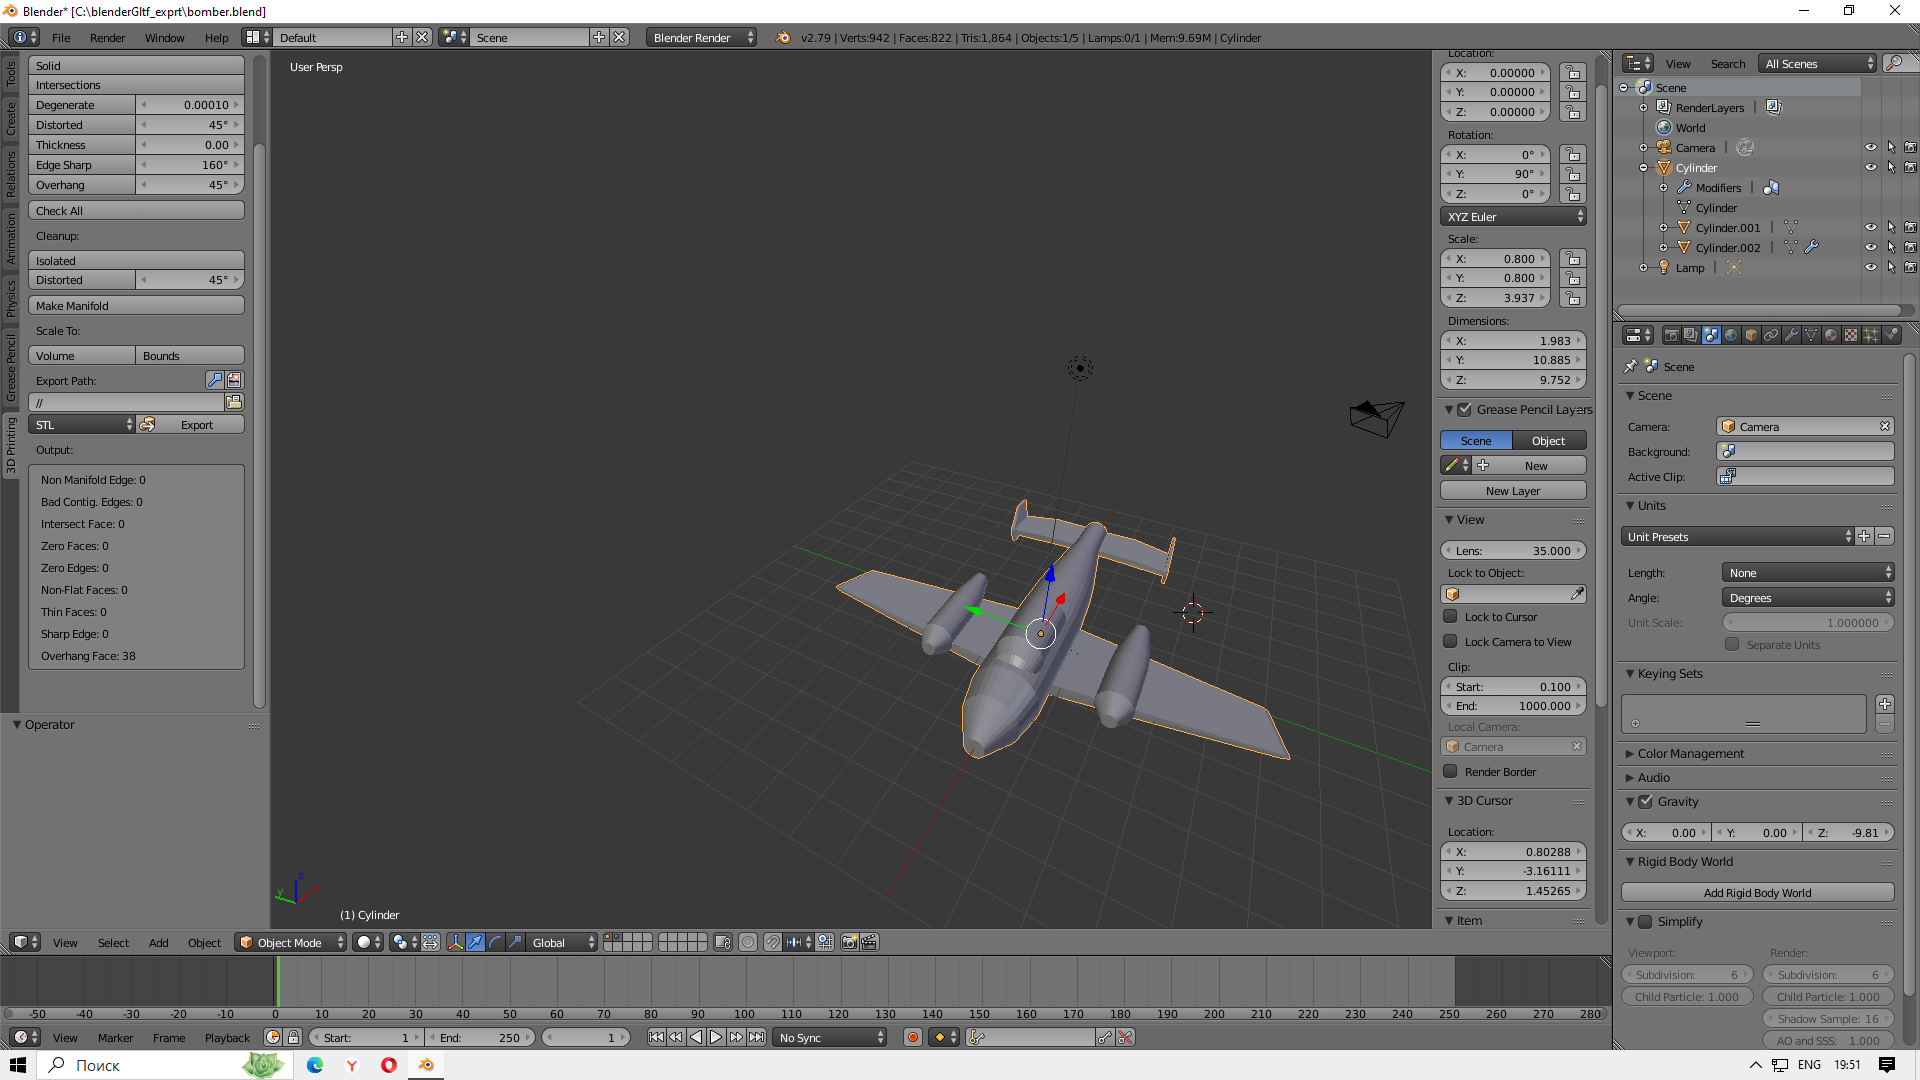 Blender* [C:\blenderGltf_exprt\bomber.blend]
File Render Window Help Default Scene Blender Render v2.79 | Verts:942 | Faces:822 | Tris:1,864 | Objects:1/5 | Lamps:0/1 | Mem:9.69M | Cylinder
Tools
Create
Relations
Animation
Physics
Grease Pencil
3D Printing
Solid
Intersections
Degenerate 0.00010
Distorted 45°
Thickness 0.00
Edge Sharp 160°
Overhang 45°
Check All
Cleanup:
Isolated
Distorted 45°
Make Manifold
Scale To:
Volume Bounds
Export Path:
//
STL Export
Output:
Non Manifold Edge: 0
Bad Contig. Edges: 0
Intersect Face: 0
Zero Faces: 0
Zero Edges: 0
Non-Flat Faces: 0
Thin Faces: 0
Sharp Edge: 0
Overhang Face: 38
Operator
User Persp
z
y
x
(1) Cylinder
Location:
X: 0.00000
Y: 0.00000
Z: 0.00000
Rotation:
X: 0°
Y: 90°
Z: 0°
XYZ Euler
Scale:
X: 0.800
Y: 0.800
Z: 3.937
Dimensions:
X: 1.983
Y: 10.885
Z: 9.752
Grease Pencil Layers
Scene Object
New
New Layer
View
Lens: 35.000
Lock to Object:
Lock to Cursor
Lock Camera to View
Clip:
Start: 0.100
End: 1000.000
Local Camera:
Camera
Render Border
3D Cursor
Location:
X: 0.80288
Y: -3.16111
Z: 1.45265
Item
View Search All Scenes
Scene
RenderLayers
World
Camera
Cylinder
Modifiers
Cylinder
Cylinder.001
Cylinder.002
Lamp
Scene
Scene
Camera: Camera
Background:
Active Clip:
Units
Unit Presets
Length: None
Angle: Degrees
Unit Scale: 1.000000
Separate Units
Keying Sets
Color Management
Audio
Gravity
X: 0.00 Y: 0.00 Z: -9.81
Rigid Body World
Add Rigid Body World
Simplify
Viewport: Render:
Subdivision: 6 Subdivision: 6
Child Particle: 1.000 Child Particle: 1.000
Shadow Sample: 16
AO and SSS: 1.000
View Select Add Object Object Mode Global
-50 -40 -30 -20 -10 0 10 20 30 40 50 60 70 80 90 100 110 120 130 140 150 160 170 180 190 200 210 220 230 240 250 260 270 280
View Marker Frame Playback Start: 1 End: 250 1 No Sync
Поиск ENG 19:51